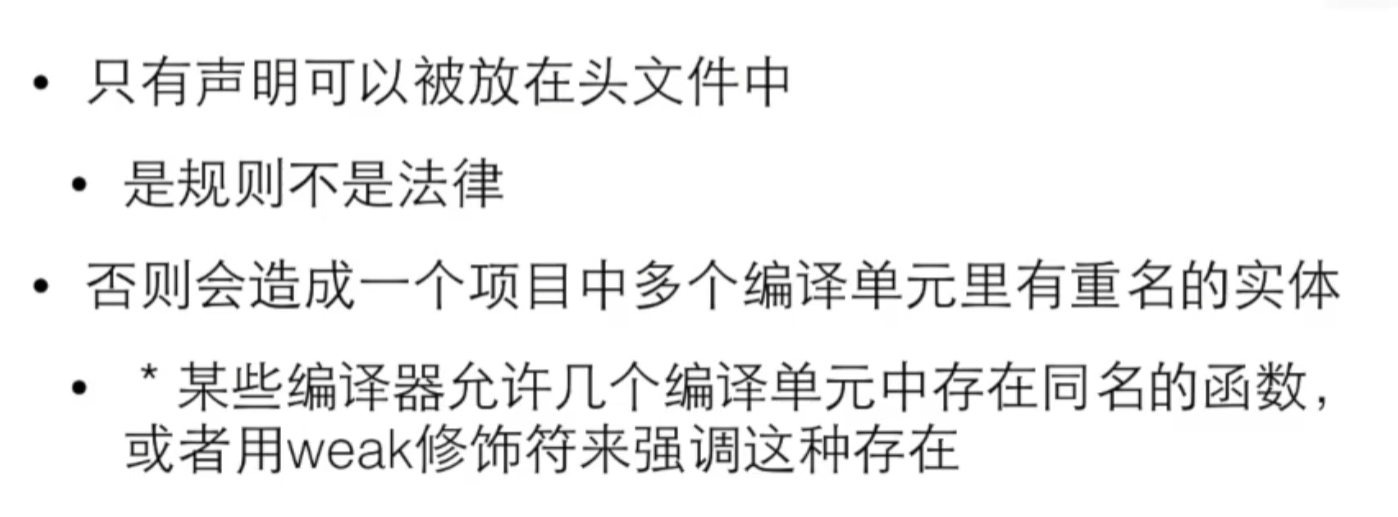 • 只有声明可以被放在头文件中
• 是规则不是法律
• 否则会造成一个项目中多个编译单元里有重名的实体
• * 某些编译器允许几个编译单元中存在同名的函数，
或者用weak修饰符来强调这种存在